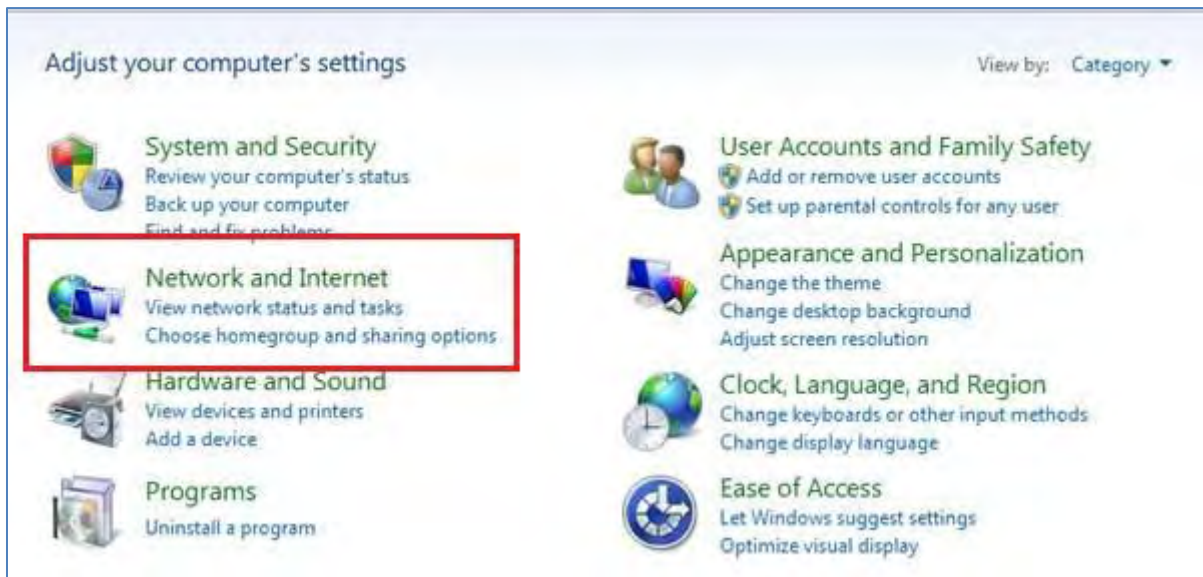 Adjust your computer's settings
View by: Category
System and Security
Review your computer's status
Back up your computer
Find and fix problems
Network and Internet
View network status and tasks
Choose homegroup and sharing options
Hardware and Sound
View devices and printers
Add a device
Programs
Uninstall a program
User Accounts and Family Safety
Add or remove user accounts
Set up parental controls for any user
Appearance and Personalization
Change the theme
Change desktop background
Adjust screen resolution
Clock, Language, and Region
Change keyboards or other input methods
Change display language
Ease of Access
Let Windows suggest settings
Optimize visual display